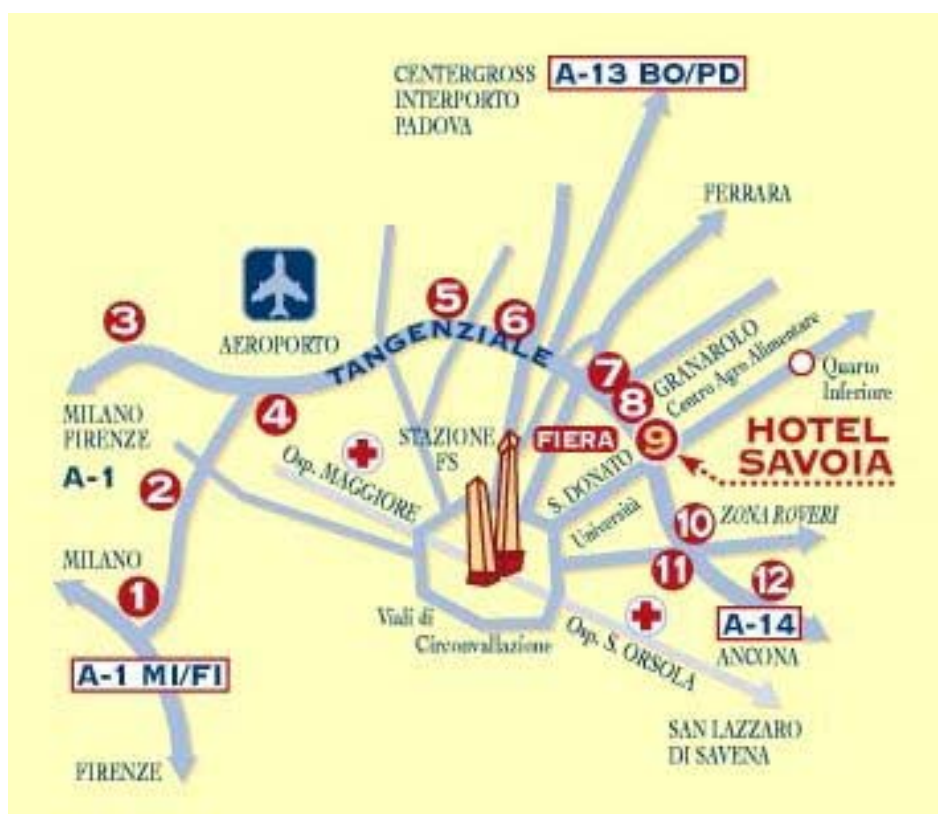 CENTERGROSS
INTERPORTO
PADOVA
A-13 BO/PD
FERRARA
3
AEROPORTO
TANGENZIALE
5
6
7
8
GRANAROLO
Centro Agro Alimentare
Quarto
Inferiore
MILANO
FIRENZE
A-1
4
2
Osp. MAGGIORE
STAZIONE
FS
FIERA
9
HOTEL
SAVOIA
S. DONATO
Università
10
ZONA ROVERI
11
12
A-14
ANCONA
MILANO
1
A-1 MI/FI
FIRENZE
Viali di
Circonvallazione
Osp. S. ORSOLA
SAN LAZZARO
DI SAVENA